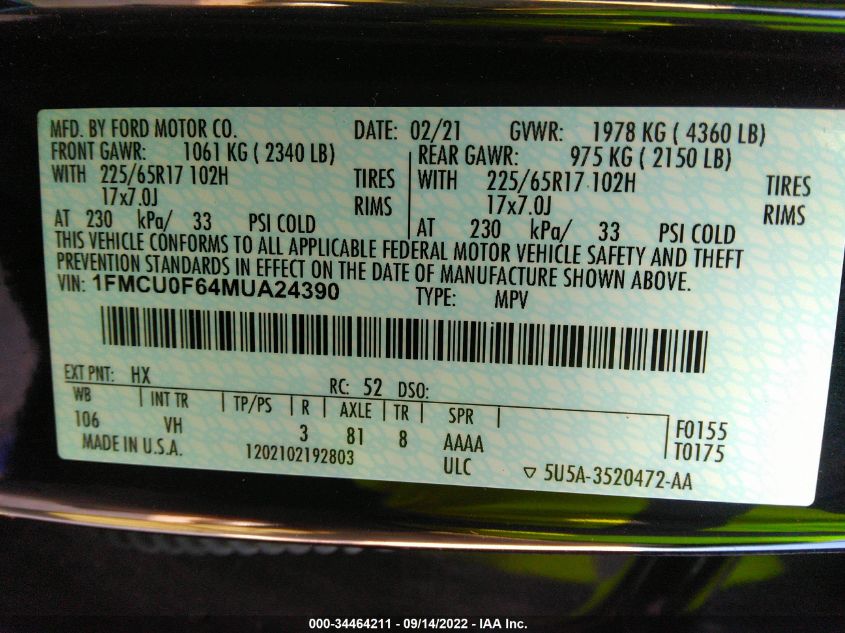 MFD. BY FORD MOTOR CO. DATE: 02/21 GVWR: 1978 KG ( 4360 LB)
FRONT GAWR: 1061 KG ( 2340 LB) REAR GAWR: 975 KG ( 2150 LB)
WITH 225/65R17 102H TIRES WITH 225/65R17 102H TIRES
17x7.0J RIMS 17x7.0J RIMS
AT 230 kPa/ 33 PSI COLD AT 230 kPa/ 33 PSI COLD
THIS VEHICLE CONFORMS TO ALL APPLICABLE FEDERAL MOTOR VEHICLE SAFETY AND THEFT
PREVENTION STANDARDS IN EFFECT ON THE DATE OF MANUFACTURE SHOWN ABOVE.
VIN: 1FMCU0F64MUA24390 TYPE: MPV
EXT PNT: HX RC: 52 DSO:
WB INT TR TP/PS R AXLE TR SPR
106 VH 3 81 8 AAAA F0155
MADE IN U.S.A. 1202102192803 ULC T0175
▽ 5U5A-3520472-AA
000-34464211 - 09/14/2022 - IAA Inc.